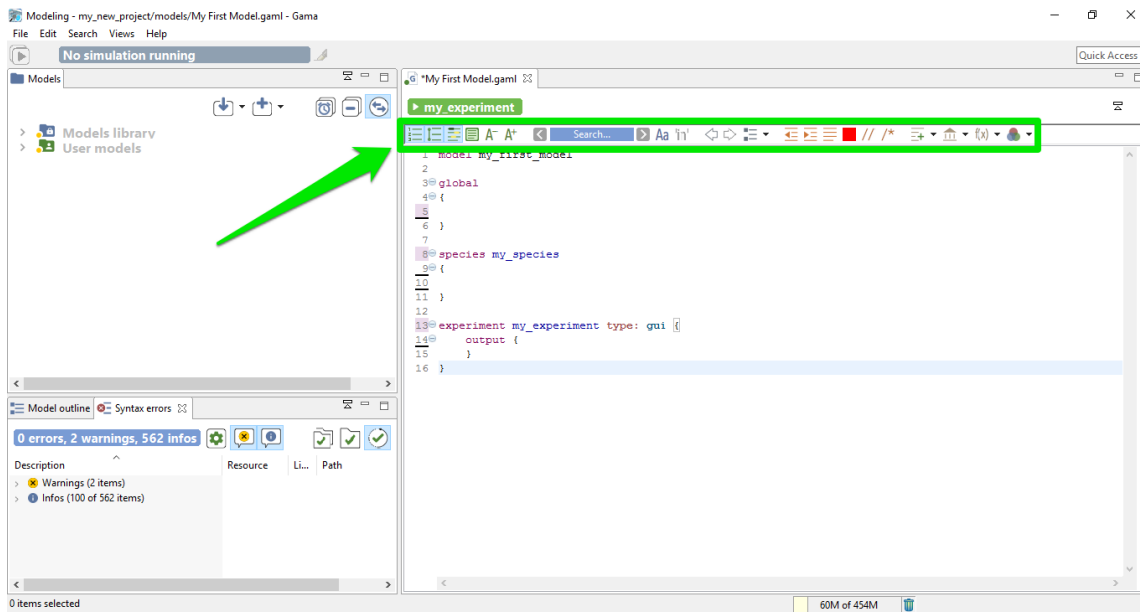 Modeling - my_new_project/models/My First Model.gaml - Gama
File Edit Search Views Help
No simulation running
Quick Access
Models
Models library
User models
*My First Model.gaml
my_experiment
A⁻ A⁺ Search... Aa 'n' // /* f(x)
1 model my_first_model
2
3 global
4 {
5
6 }
7
8 species my_species
9 {
10
11 }
12
13 experiment my_experiment type: gui {
14 output {
15 }
16 }
Model outline Syntax errors
0 errors, 2 warnings, 562 infos
Description Resource Li... Path
Warnings (2 items)
Infos (100 of 562 items)
0 items selected
60M of 454M